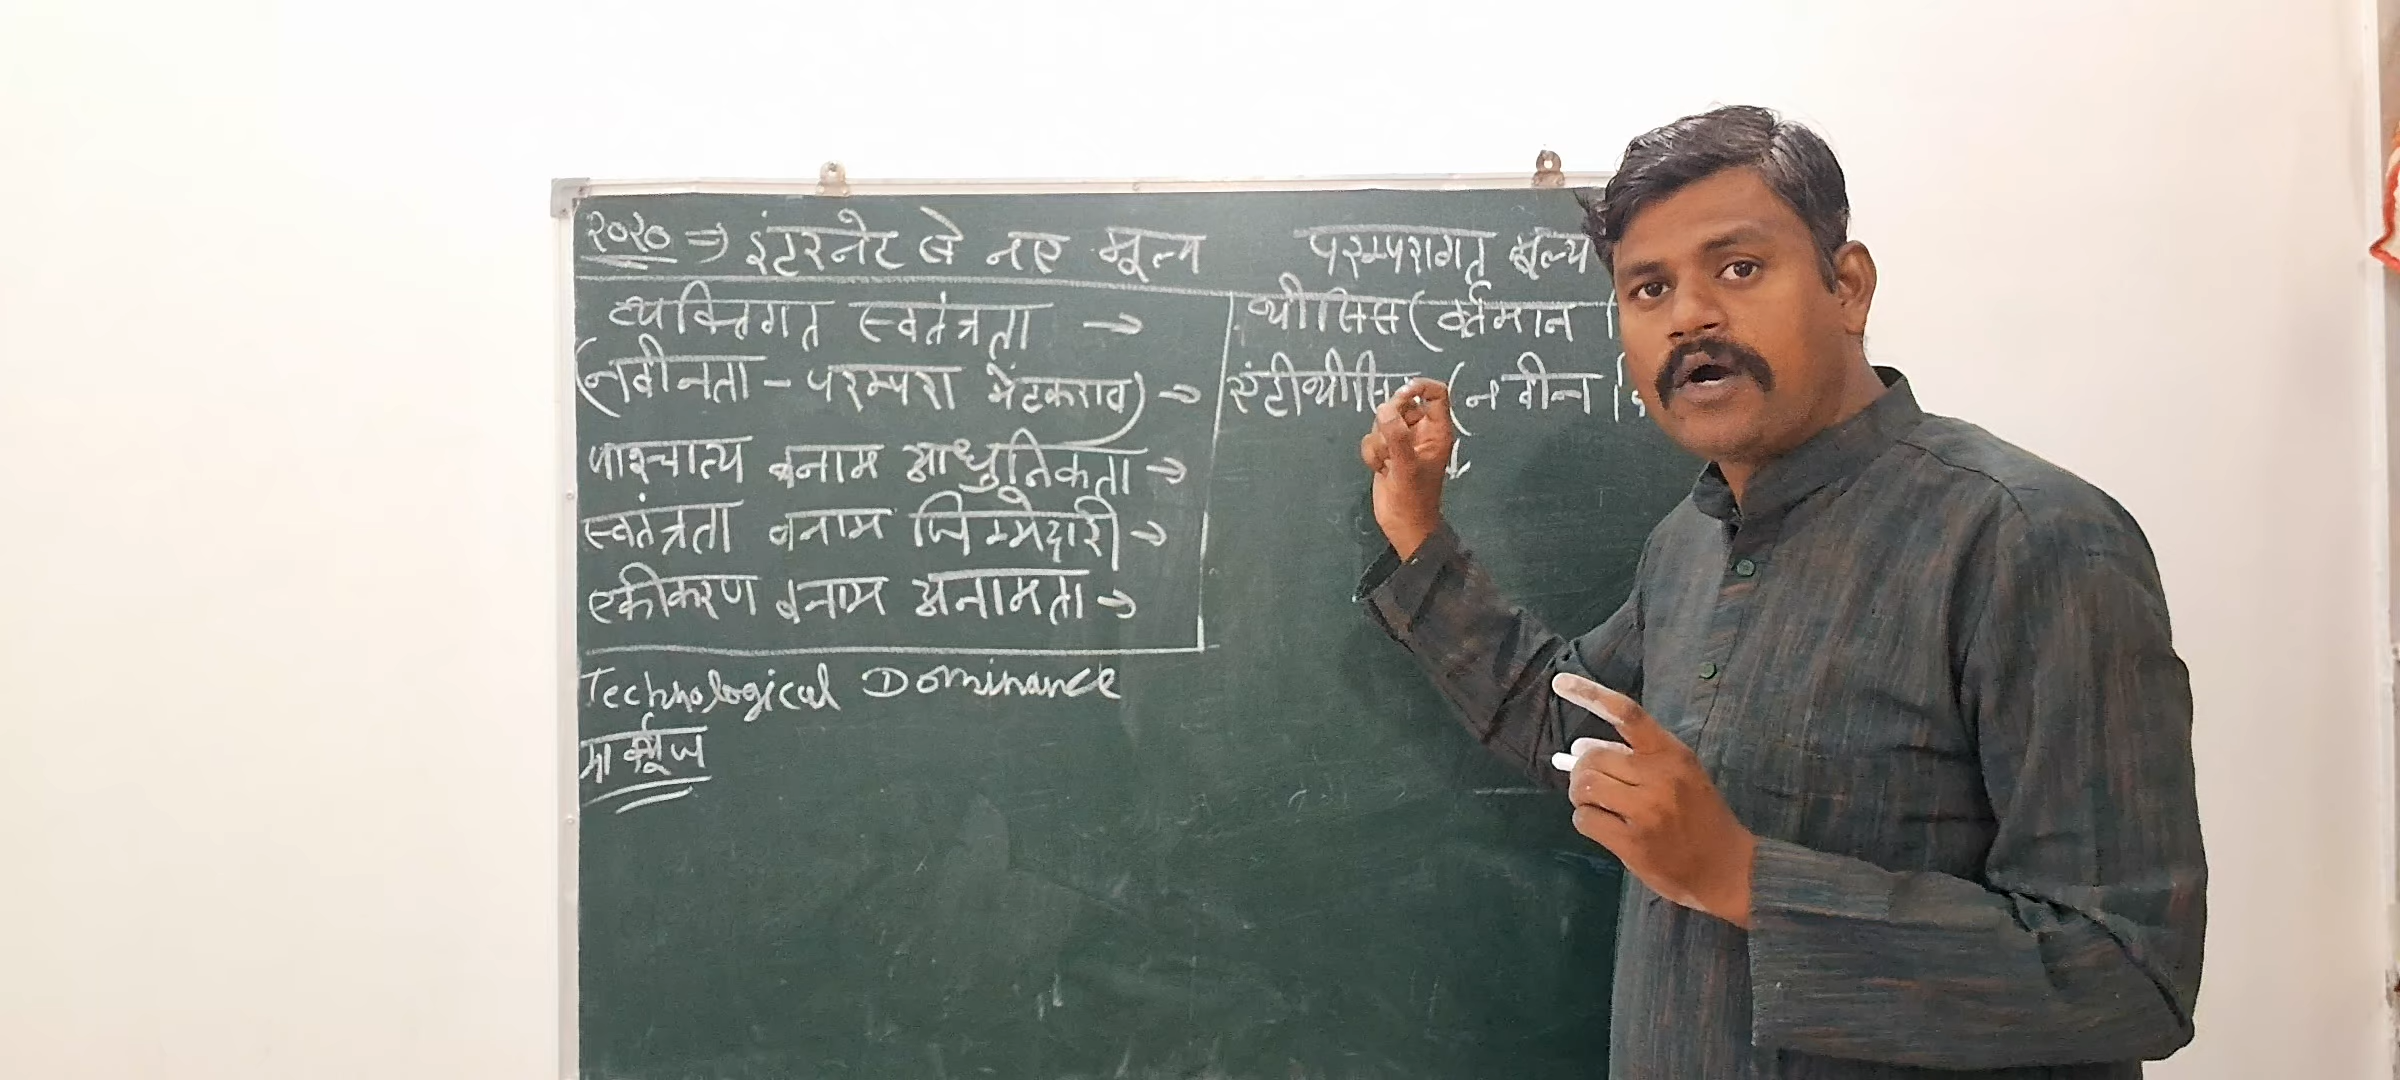 २०२० ⇒ इंटरनेट से नए मूल्य परम्परागत मूल्य
व्यक्तिगत स्वतंत्रता → थीसिस (वर्तमान
(नवीनता - परम्परा में टकराव) → एंटीथीसि (नवीन
पाश्चात्य बनाम आधुनिकता →
स्वतंत्रता बनाम जिम्मेदारी →
एकीकरण बनाम अनामता →
Technological Dominance
मार्क्यूज